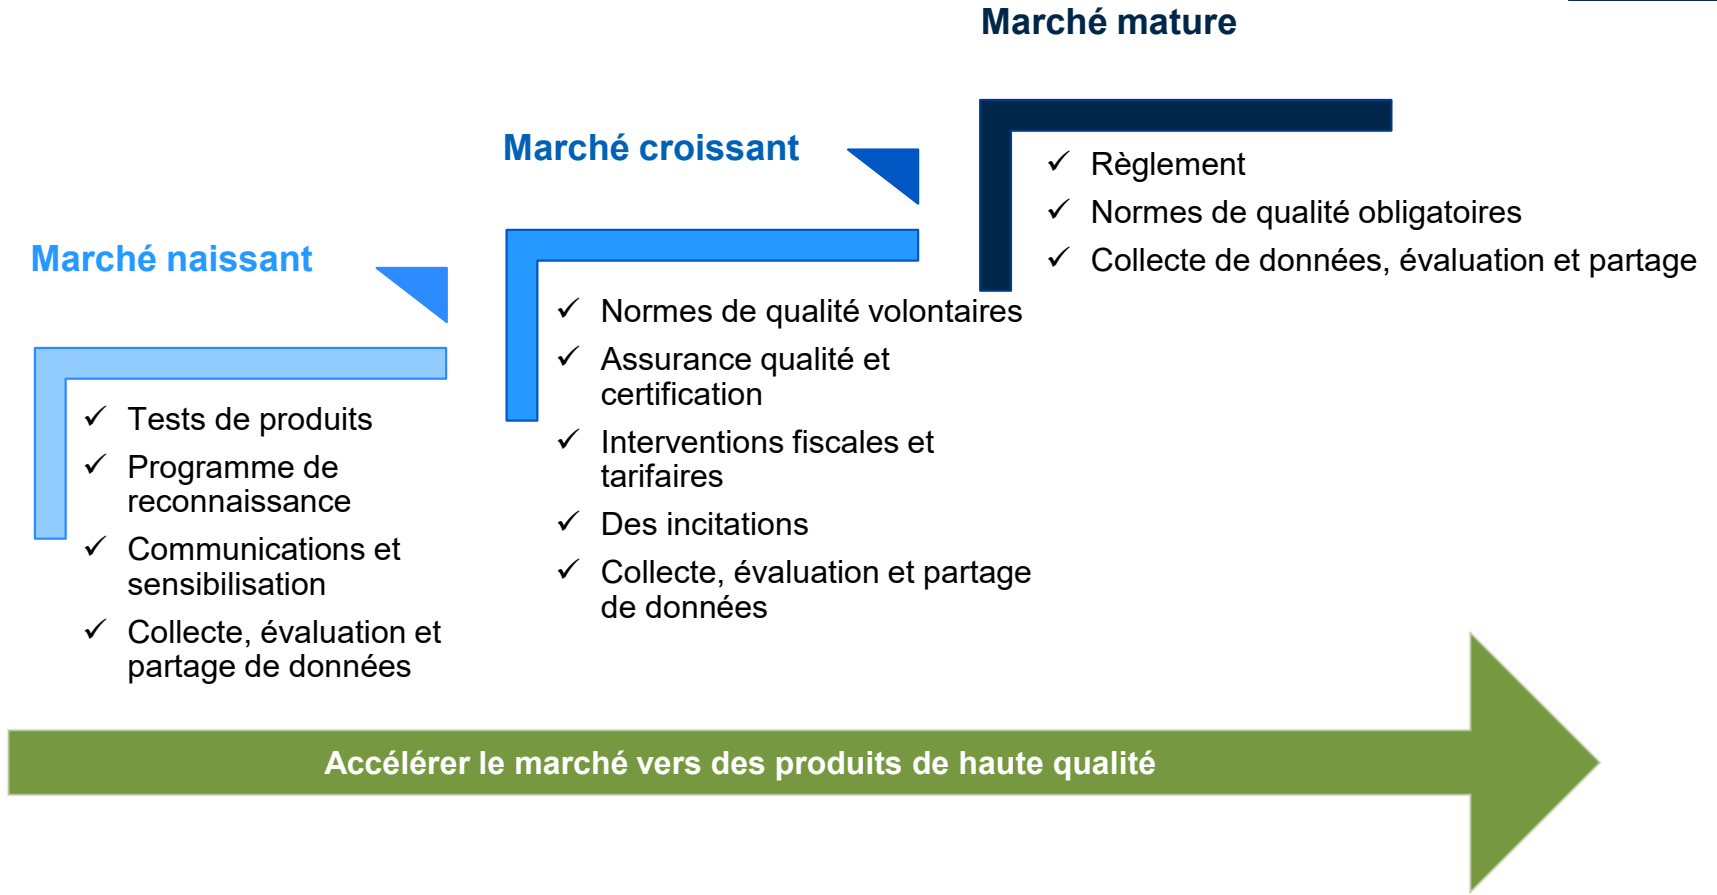 Marché naissant
Tests de produits
Programme de
reconnaissance
Communications et
sensibilisation
Collecte, évaluation et
partage de données
Marché croissant
Normes de qualité volontaires
Assurance qualité et
certification
Interventions fiscales et
tarifaires
Des incitations
Collecte, évaluation et partage
de données
Marché mature
Règlement
Normes de qualité obligatoires
Collecte de données, évaluation et partage
Accélérer le marché vers des produits de haute qualité